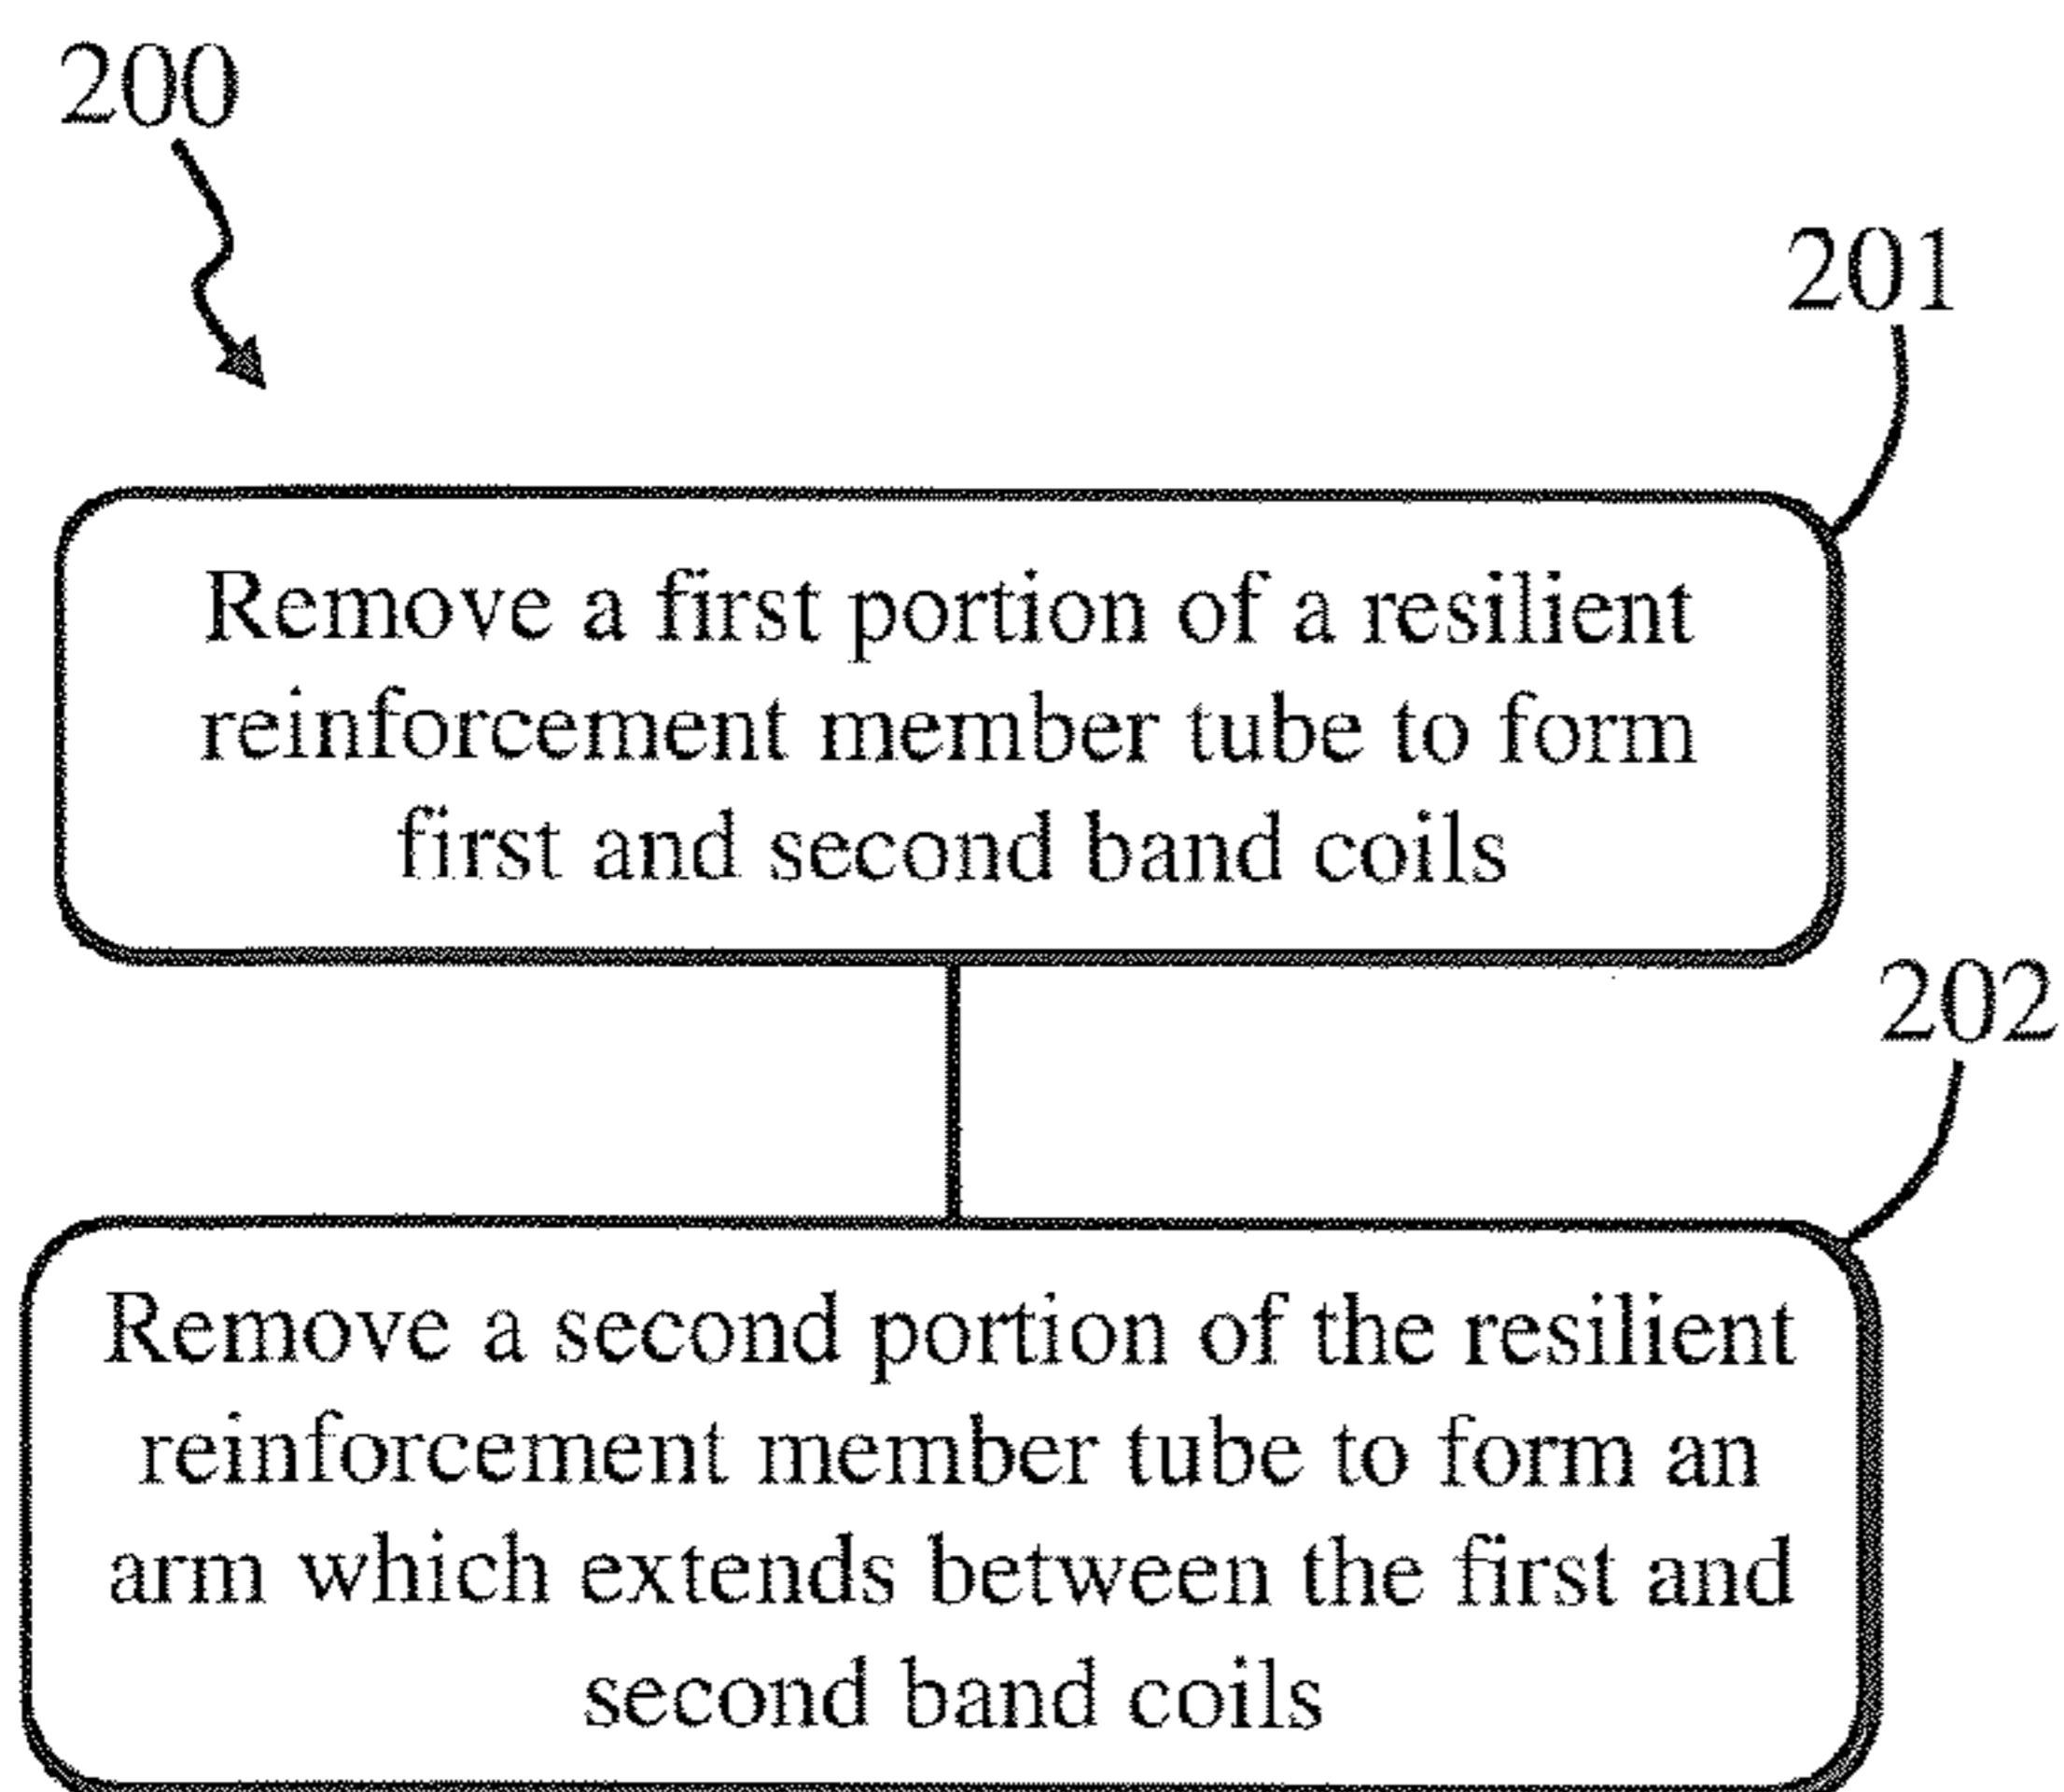 200
201
Remove a first portion of a resilient
reinforcement member tube to form
first and second band coils
202
Remove a second portion of the resilient
reinforcement member tube to form an
arm which extends between the first and
second band coils